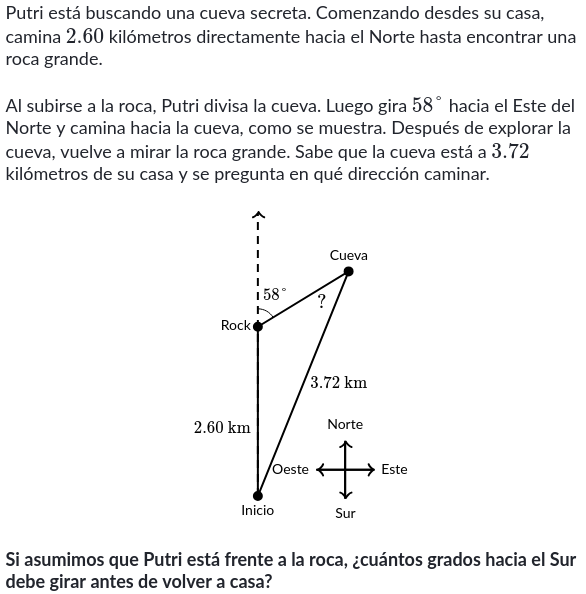 Putri está buscando una cueva secreta. Comenzando desdes su casa,
camina 2.60 kilómetros directamente hacia el Norte hasta encontrar una
roca grande.
Al subirse a la roca, Putri divisa la cueva. Luego gira 58° hacia el Este del
Norte y camina hacia la cueva, como se muestra. Después de explorar la
cueva, vuelve a mirar la roca grande. Sabe que la cueva está a 3.72
kilómetros de su casa y se pregunta en qué dirección caminar.
Cueva
58°
?
Rock
3.72 km
2.60 km
Norte
Oeste
Este
Inicio
Sur
Si asumimos que Putri está frente a la roca, ¿cuántos grados hacia el Sur
debe girar antes de volver a casa?